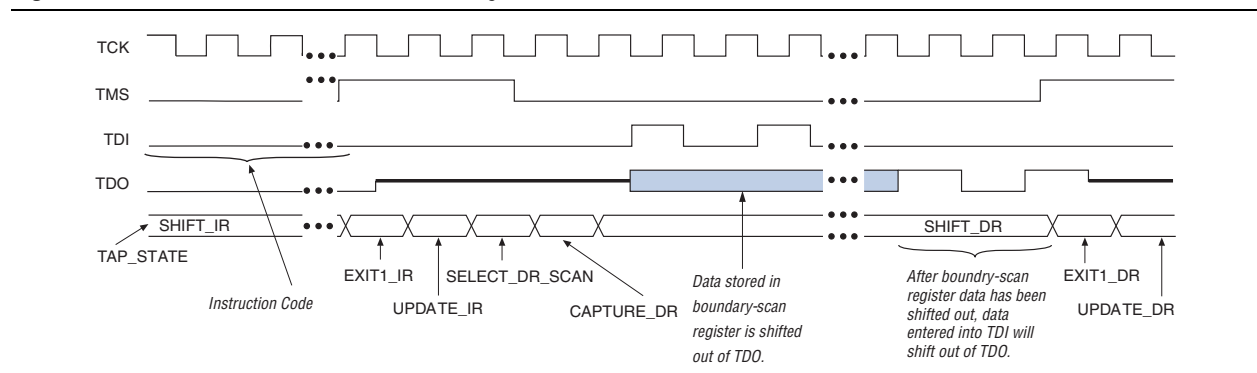 TCK
TMS
TDI
TDO
SHIFT_IR
SHIFT_DR
TAP_STATE
EXIT1_IR
SELECT_DR_SCAN
Instruction Code
UPDATE_IR
CAPTURE_DR
Data stored in
boundary-scan
register is shifted
out of TDO.
After boundry-scan
register data has been
shifted out, data
entered into TDI will
shift out of TDO.
EXIT1_DR
UPDATE_DR